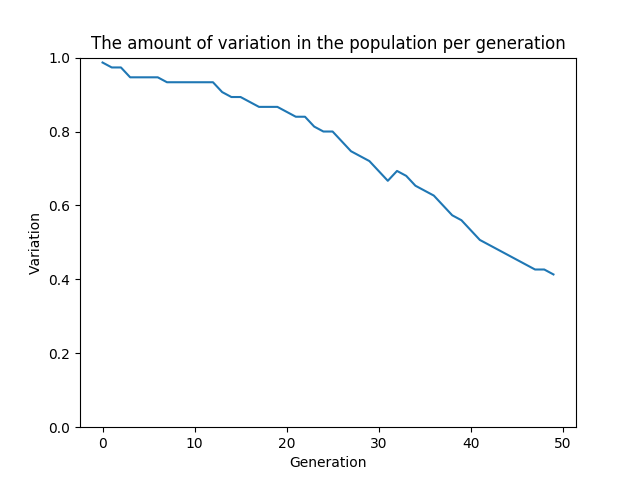 The amount of variation in the population per generation
1.0
0.8
0.6
0.4
0.2
0.0
Variation
0 10 20 30 40 50
Generation